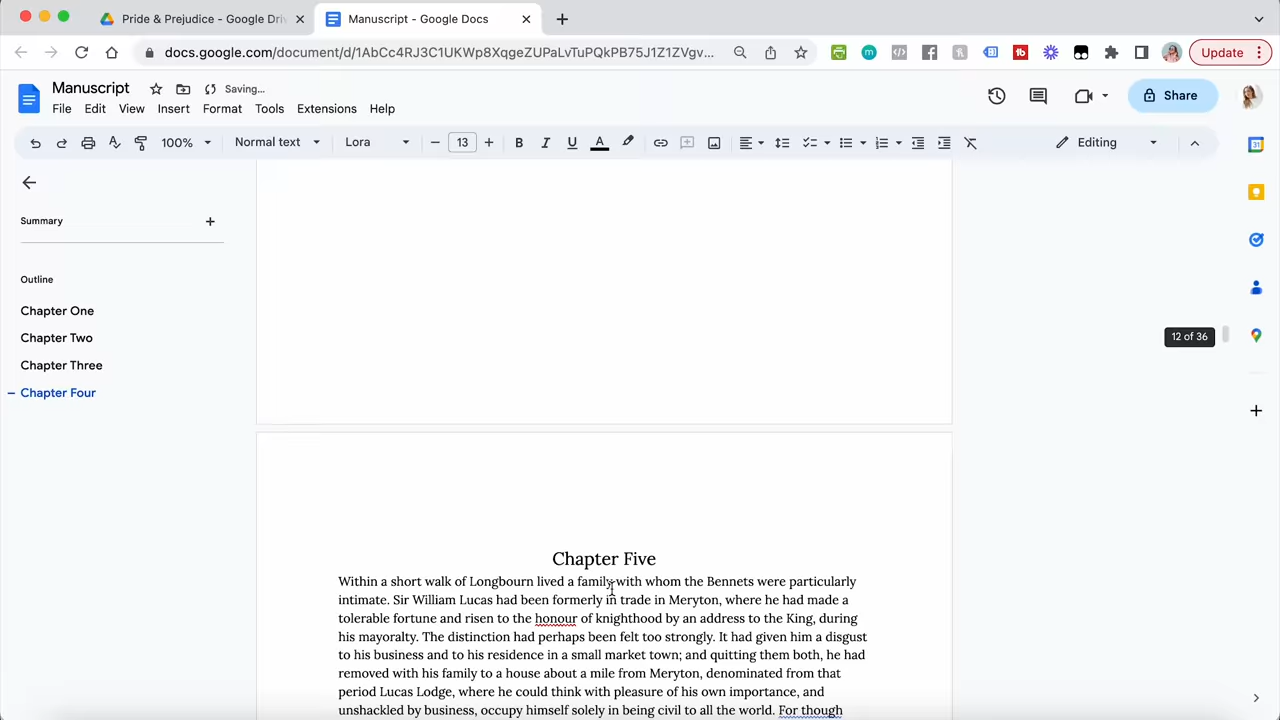 Pride & Prejudice - Google Driv
Manuscript - Google Docs
docs.google.com/document/d/1AbCc4RJ3C1UKWp8XqgeZUPaLvTuPQkPB75J1Z1ZVgv...
Update
Manuscript
Saving...
File Edit View Insert Format Tools Extensions Help
Share
100% Normal text Lora 13 B I U A Editing
31
Summary
Outline
Chapter One
Chapter Two
Chapter Three
Chapter Four
12 of 36
Chapter Five
Within a short walk of Longbourn lived a family with whom the Bennets were particularly
intimate. Sir William Lucas had been formerly in trade in Meryton, where he had made a
tolerable fortune and risen to the honour of knighthood by an address to the King, during
his mayoralty. The distinction had perhaps been felt too strongly. It had given him a disgust
to his business and to his residence in a small market town; and quitting them both, he had
removed with his family to a house about a mile from Meryton, denominated from that
period Lucas Lodge, where he could think with pleasure of his own importance, and
unshackled by business, occupy himself solely in being civil to all the world. For though